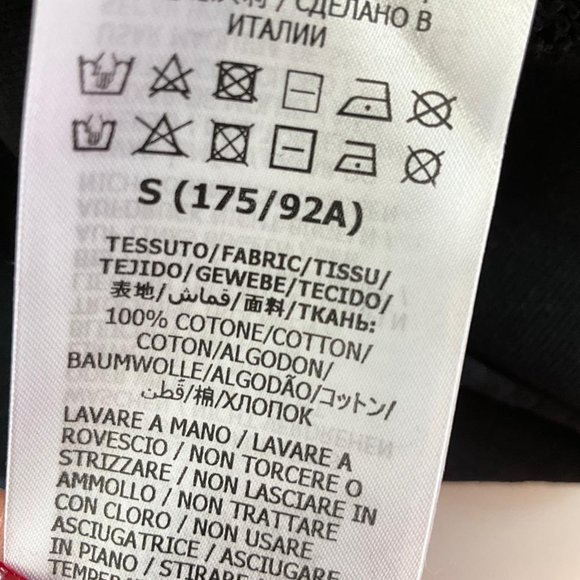 / СДЕЛАНО В
ИТАЛИИ
S (175/92A)
TESSUTO/FABRIC/TISSU/
TEJIDO/GEWEBE/TECIDO/
表地/قماش/面料/ТКАНЬ:
100% COTONE/COTTON/
COTON/ALGODON/
BAUMWOLLE/ALGODÃO/コットン/
قطن/棉/ХЛОПОК
LAVARE A MANO / LAVARE A
ROVESCIO / NON TORCERE O
STRIZZARE / NON LASCIARE IN
AMMOLLO / NON TRATTARE
CON CLORO / NON USARE
ASCIUGATRICE / ASCIUGARE
IN PIANO / STIRARE